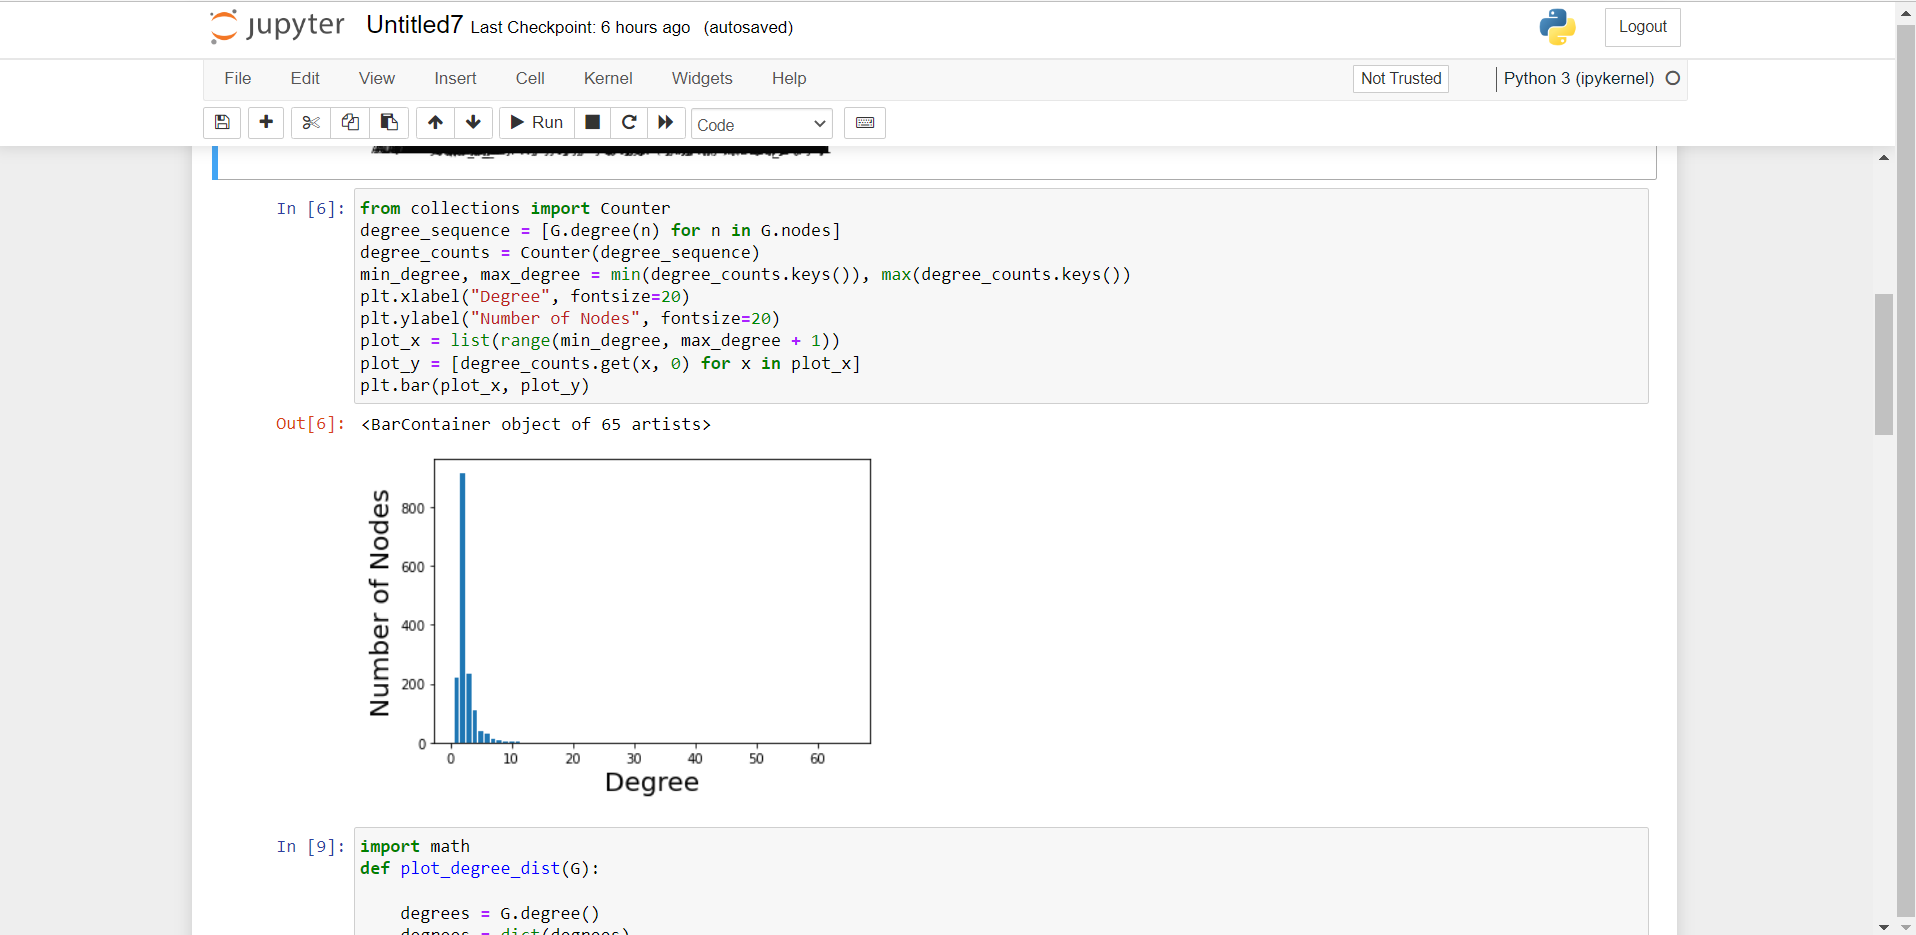 jupyter Untitled7 Last Checkpoint: 6 hours ago (autosaved)
Logout
File Edit View Insert Cell Kernel Widgets Help
Not Trusted
Python 3 (ipykernel)
Run
Code
In [6]:
from collections import Counter
degree_sequence = [G.degree(n) for n in G.nodes]
degree_counts = Counter(degree_sequence)
min_degree, max_degree = min(degree_counts.keys()), max(degree_counts.keys())
plt.xlabel("Degree", fontsize=20)
plt.ylabel("Number of Nodes", fontsize=20)
plot_x = list(range(min_degree, max_degree + 1))
plot_y = [degree_counts.get(x, 0) for x in plot_x]
plt.bar(plot_x, plot_y)
Out[6]: <BarContainer object of 65 artists>
Number of Nodes
800
600
400
200
0
0 10 20 30 40 50 60
Degree
In [9]:
import math
def plot_degree_dist(G):
degrees = G.degree()
degrees = dict(degrees)